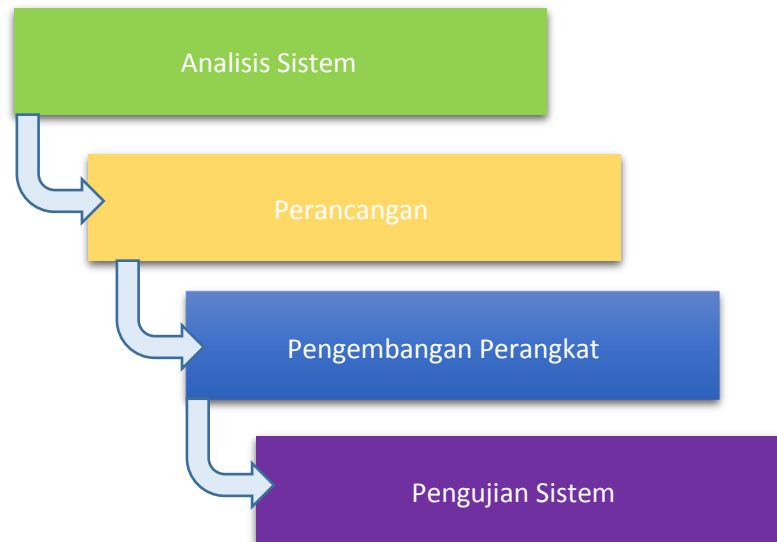 Analisis Sistem
Perancangan
Pengembangan Perangkat
Pengujian Sistem